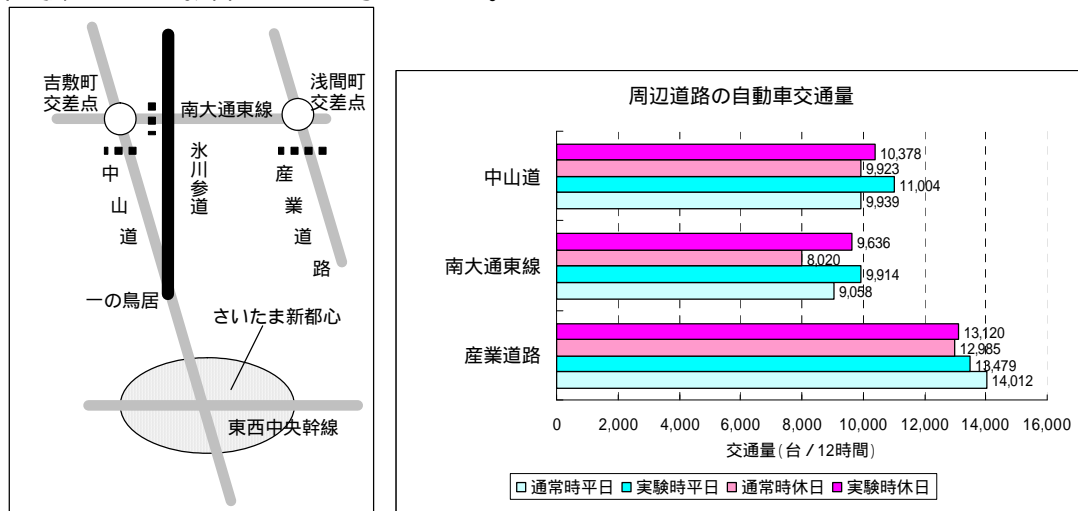 吉敷町
交差点
浅間町
交差点
南大通東線
氷川参道
中山道
産業道路
一の鳥居
さいたま新都心
東西中央幹線
周辺道路の自動車交通量
中山道
10,378
9,923
11,004
9,939
南大通東線
9,636
8,020
9,914
9,058
産業道路
13,120
12,985
13,479
14,012
0 2,000 4,000 6,000 8,000 10,000 12,000 14,000 16,000
交通量(台/12時間)
通常時平日 実験時平日 通常時休日 実験時休日